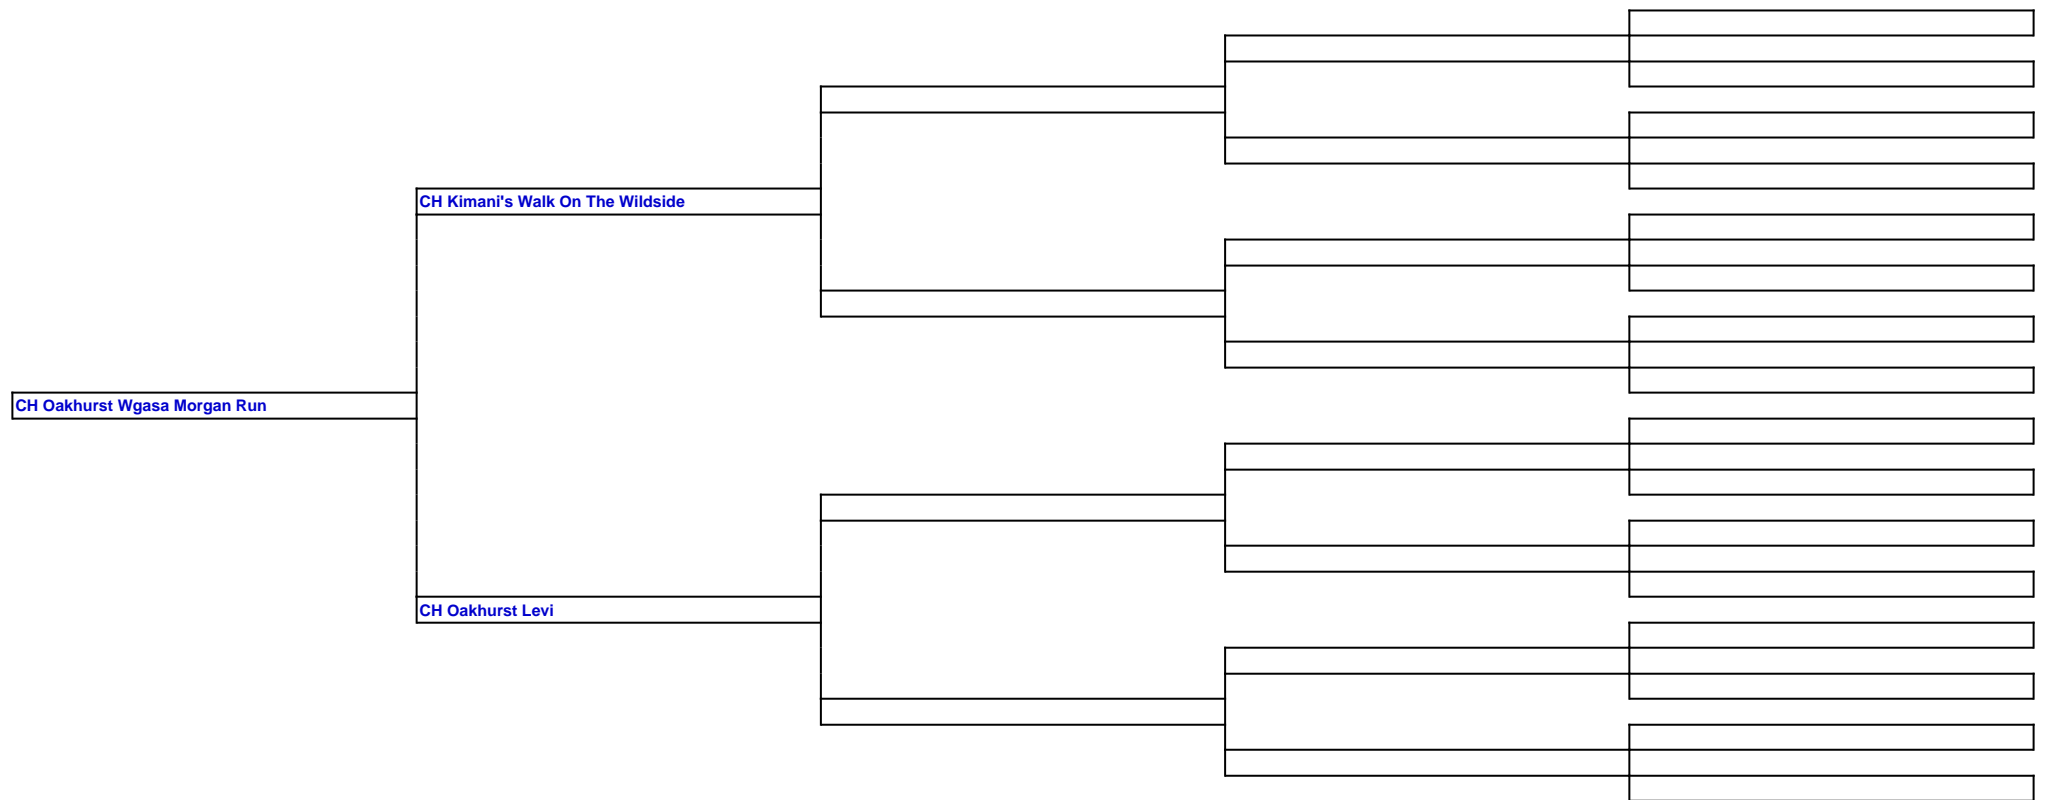 CH Kimani's Walk On The Wildside
CH Oakhurst Wgasa Morgan Run
CH Oakhurst Levi